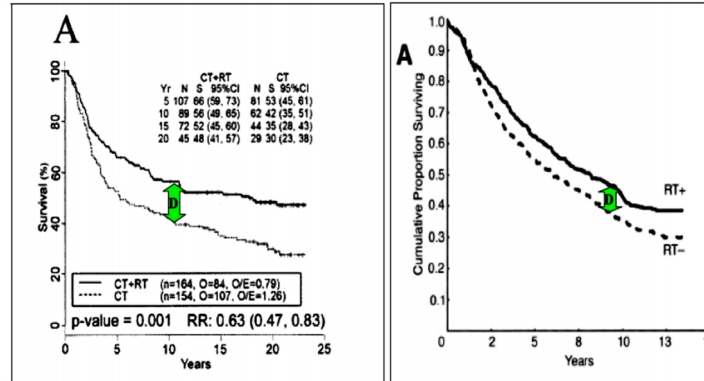 A
Survival (%)
100
80
60
40
20
0
CT+RT CT
Yr N S 95%CI N S 95%CI
5 107 66 (59, 73) 81 53 (45, 61)
10 89 56 (49, 65) 62 42 (35, 51)
15 72 52 (45, 60) 44 35 (28, 43)
20 45 48 (41, 57) 29 30 (23, 38)
D
CT+RT (n=164, O=84, O/E=0.79)
CT (n=154, O=107, O/E=1.26)
p-value = 0.001 RR: 0.63 (0.47, 0.83)
0 5 10 15 20 25
Years
A
Cumulative Proportion Surviving
1.0
0.9
0.8
0.7
0.6
0.5
0.4
0.3
0.2
0.1
D
RT+
RT–
0 2 5 8 10 13
Years